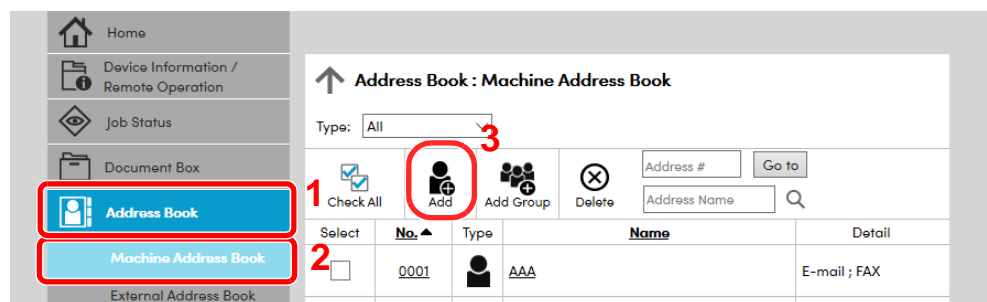 Home
Device Information /
Remote Operation
Job Status
Document Box
1
Address Book
2
Machine Address Book
External Address Book
Address Book : Machine Address Book
Type: All
3
Check All
Add
Add Group
Delete
Address #
Go to
Address Name
Select No. Type Name Detail
0001 AAA E-mail ; FAX